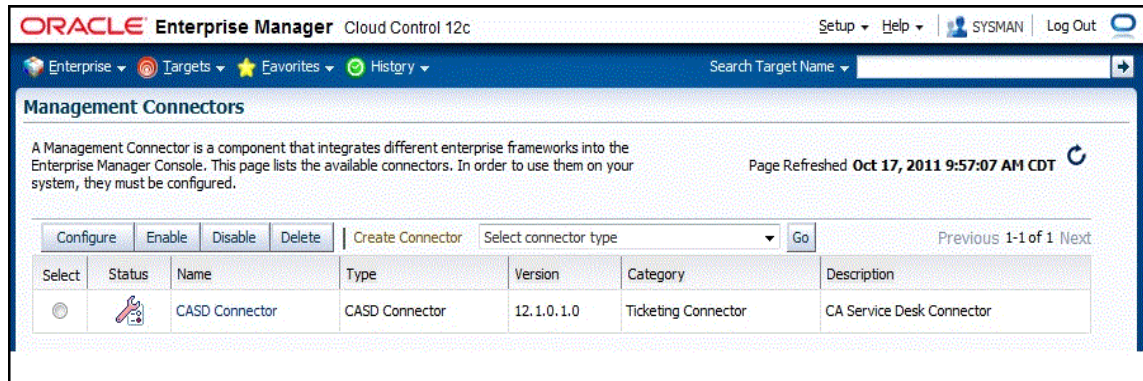 ORACLE Enterprise Manager Cloud Control 12c
Setup Help SYSMAN Log Out
Enterprise Targets Favorites History Search Target Name
Management Connectors
A Management Connector is a component that integrates different enterprise frameworks into the
Enterprise Manager Console. This page lists the available connectors. In order to use them on your
system, they must be configured.
Page Refreshed Oct 17, 2011 9:57:07 AM CDT
Configure Enable Disable Delete Create Connector Select connector type Go Previous 1-1 of 1 Next
Select Status Name Type Version Category Description
CASD Connector CASD Connector 12.1.0.1.0 Ticketing Connector CA Service Desk Connector